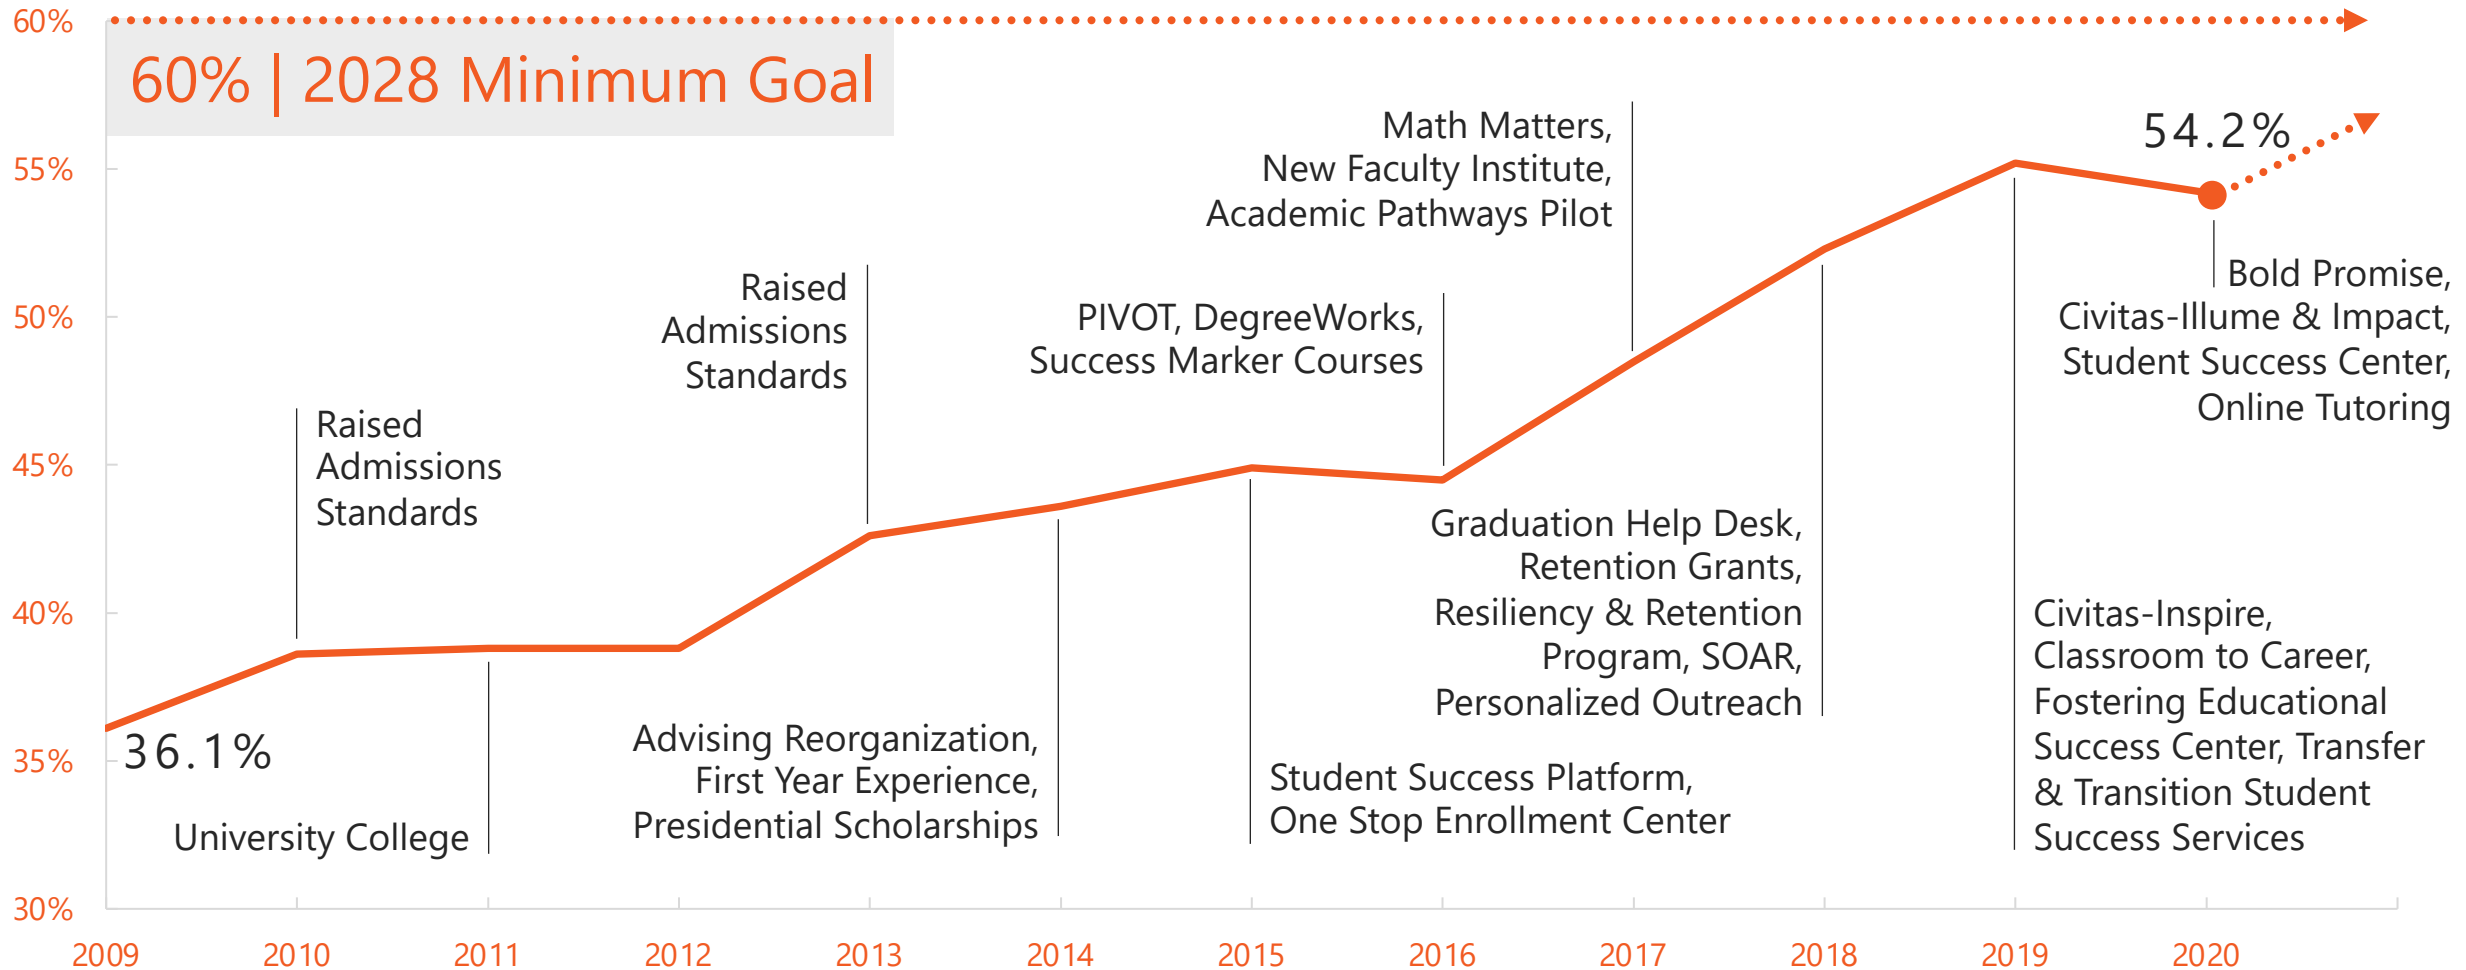 60%
60% | 2028 Minimum Goal
55%
50%
45%
40%
35%
30%
36.1%
Raised
Admissions
Standards
University College
Raised
Admissions
Standards
Advising Reorganization,
First Year Experience,
Presidential Scholarships
Student Success Platform,
One Stop Enrollment Center
PIVOT, DegreeWorks,
Success Marker Courses
Math Matters,
New Faculty Institute,
Academic Pathways Pilot
Graduation Help Desk,
Retention Grants,
Resiliency & Retention
Program, SOAR,
Personalized Outreach
Civitas-Inspire,
Classroom to Career,
Fostering Educational
Success Center, Transfer
& Transition Student
Success Services
54.2%
Bold Promise,
Civitas-Illume & Impact,
Student Success Center,
Online Tutoring
2009 2010 2011 2012 2013 2014 2015 2016 2017 2018 2019 2020